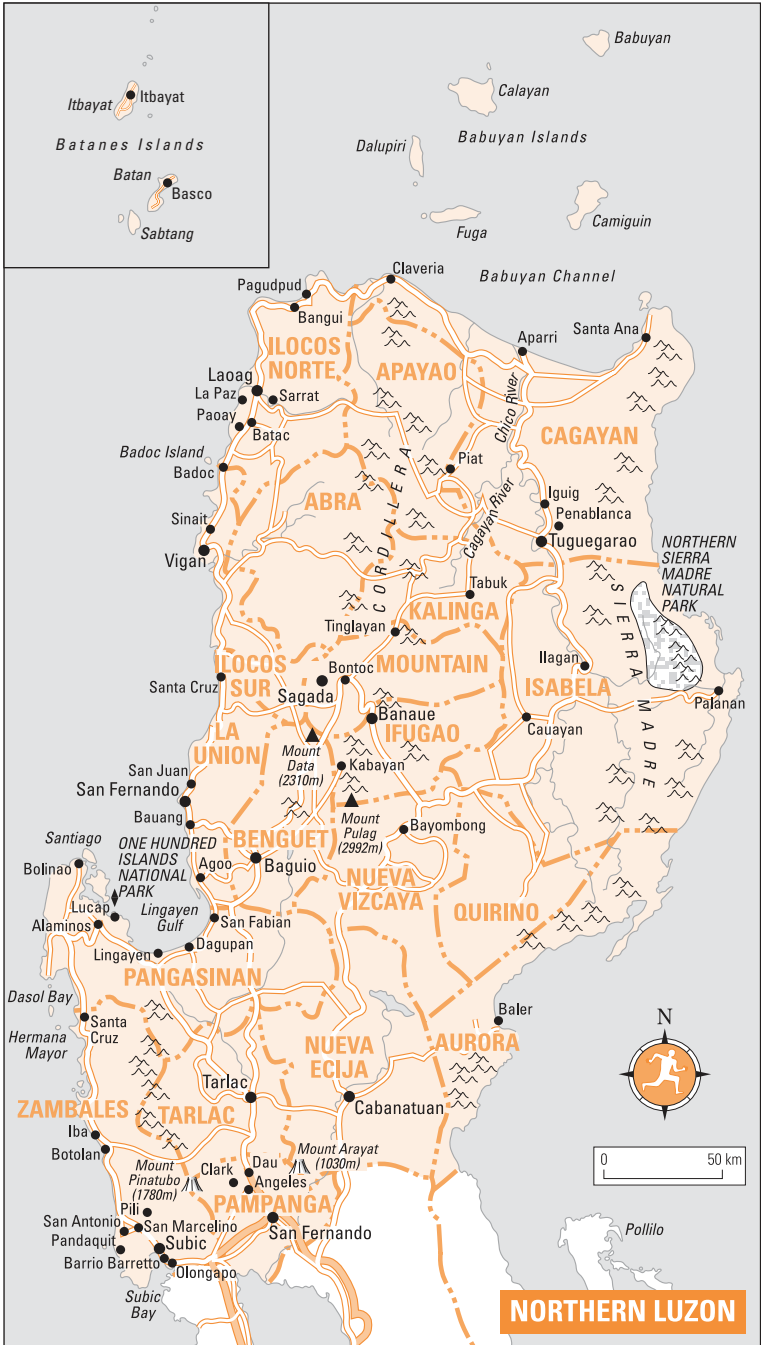 Itbayat
Itbayat
Batanes Islands
Batan
Basco
Sabtang
Babuyan
Calayan
Dalupiri
Babuyan Islands
Fuga
Camiguin
Claveria
Babuyan Channel
Pagudpud
Bangui
Aparri
Santa Ana
ILOCOS
NORTE
APAYAO
Laoag
La Paz
Sarrat
Paoay
Batac
Chico River
CAGAYAN
Badoc Island
Badoc
Piat
CORDILLERA
ABRA
Cagayan River
Iguig
Penablanca
Sinait
Vigan
Tuguegarao
NORTHERN
SIERRA
MADRE
NATURAL
PARK
Tabuk
KALINGA
Tinglayan
SIERRA MADRE
ILOCOS
SUR
Bontoc
MOUNTAIN
Ilagan
Santa Cruz
Sagada
ISABELA
Palanan
Banaue
IFUGAO
Cauayan
LA
UNION
Mount
Data
(2310m)
Kabayan
San Juan
San Fernando
Mount
Pulag
(2992m)
Bauang
Bayombong
Santiago
ONE HUNDRED
ISLANDS
NATIONAL
PARK
BENGUET
Baguio
Bolinao
Agoo
NUEVA
VIZCAYA
QUIRINO
Lucap
Lingayen
Gulf
San Fabian
Alaminos
Lingayen
Dagupan
PANGASINAN
Dasol Bay
Santa
Cruz
Hermana
Mayor
Baler
N
NUEVA
ECIJA
AURORA
Tarlac
Cabanatuan
ZAMBALES
TARLAC
Iba
Botolan
Mount
Pinatubo
(1780m)
Clark
Dau
Angeles
Mount Arayat
(1030m)
0
50 km
PAMPANGA
Pili
San Antonio
San Marcelino
San Fernando
Pandaquit
Subic
Barrio Barretto
Olongapo
Subic
Bay
Pollilo
NORTHERN LUZON